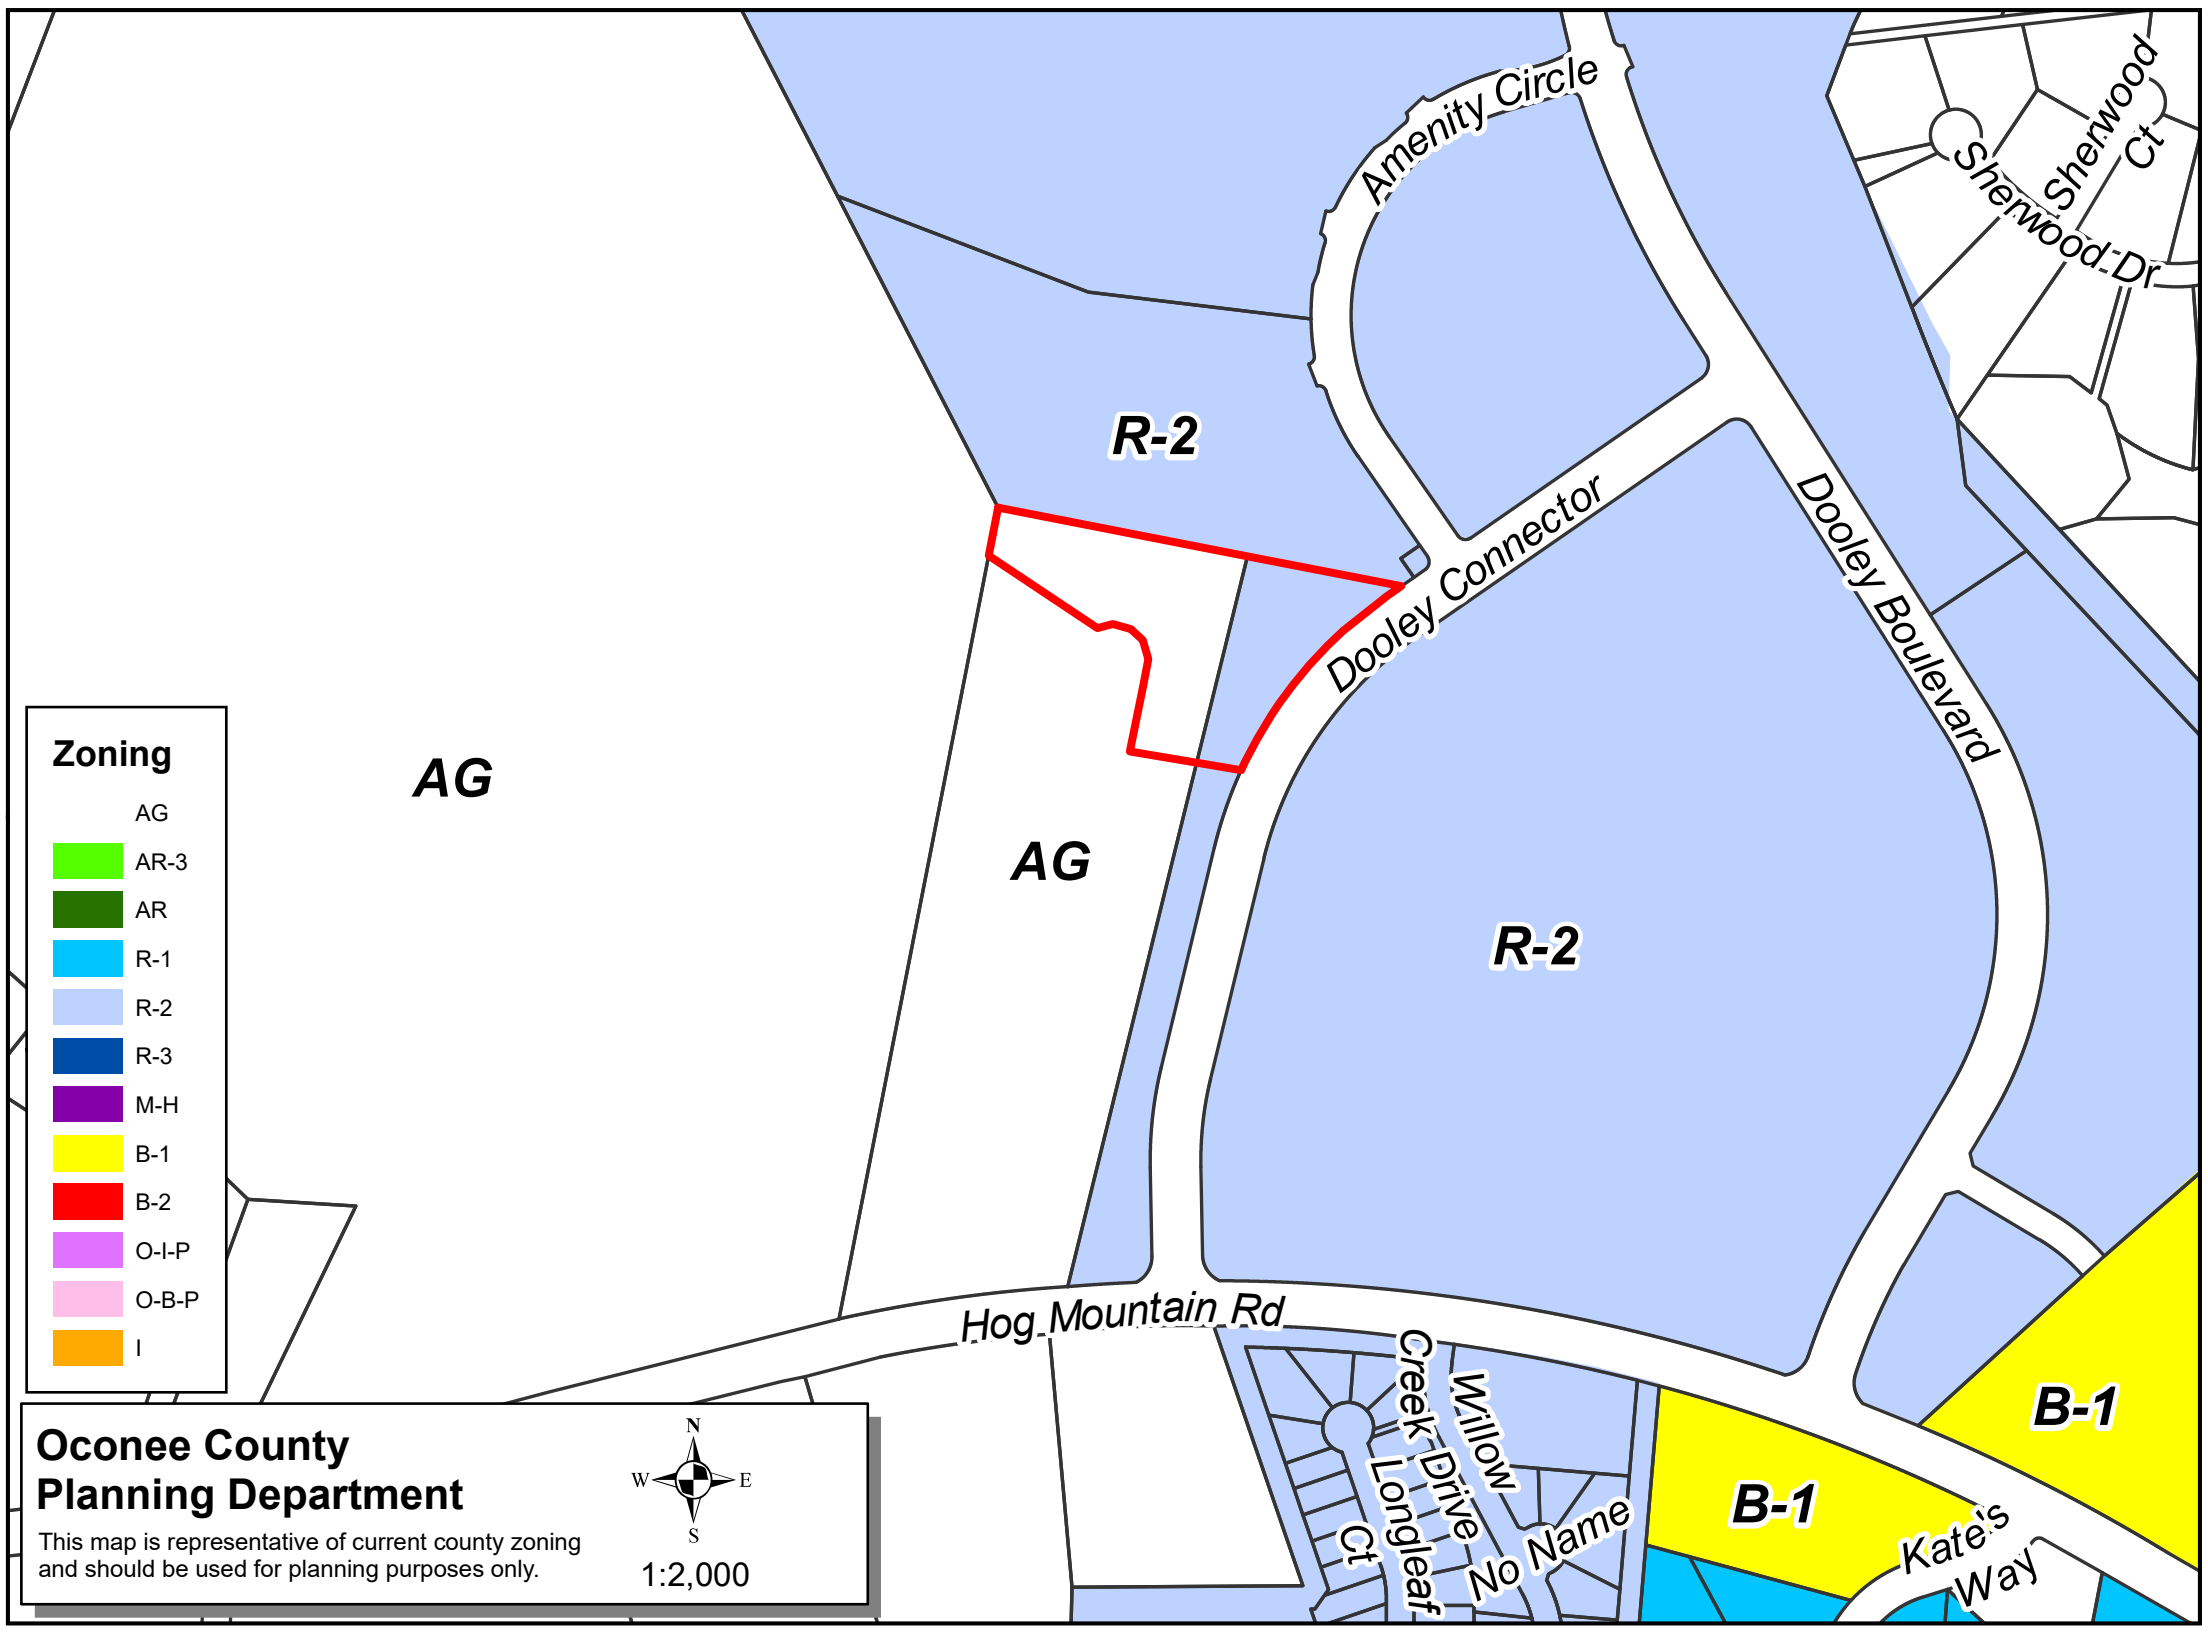 Amenity Circle
Sherwood
Ct
Sherwood Dr
R-2
Dooley Connector
Dooley Boulevard
AG
AG
R-2
Zoning
AG
AR-3
AR
R-1
R-2
R-3
M-H
B-1
B-2
O-I-P
O-B-P
I
Hog Mountain Rd
Willow
Creek Drive
Longleaf
Ct
No Name
B-1
B-1
Kate's
Way
Oconee County
Planning Department
This map is representative of current county zoning
and should be used for planning purposes only.
N
W E
S
1:2,000